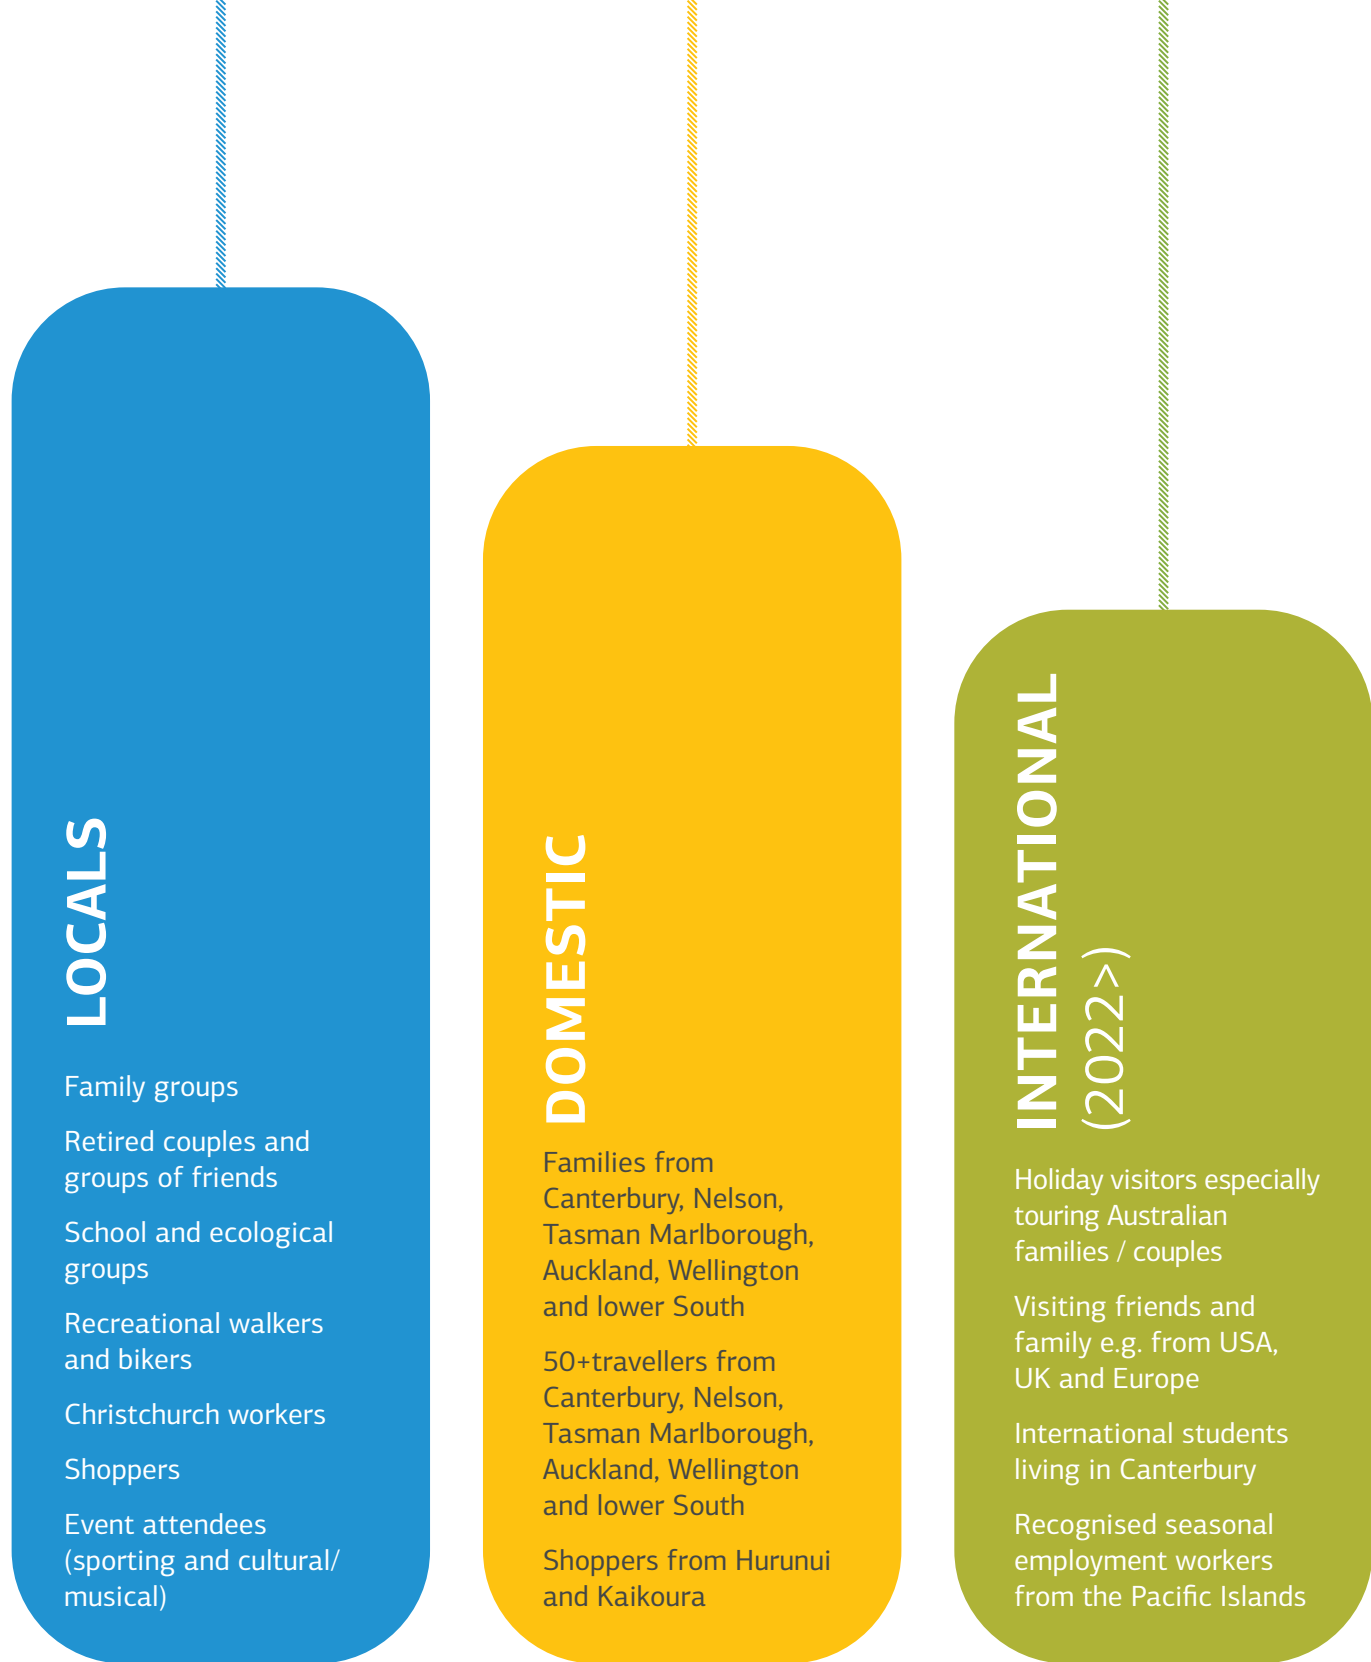 LOCALS
Family groups
Retired couples and
groups of friends
School and ecological
groups
Recreational walkers
and bikers
Christchurch workers
Shoppers
Event attendees
(sporting and cultural/
musical)
DOMESTIC
Families from
Canterbury, Nelson,
Tasman Marlborough,
Auckland, Wellington
and lower South
50+travellers from
Canterbury, Nelson,
Tasman Marlborough,
Auckland, Wellington
and lower South
Shoppers from Hurunui
and Kaikoura
INTERNATIONAL
(2022>)
Holiday visitors especially
touring Australian
families / couples
Visiting friends and
family e.g. from USA,
UK and Europe
International students
living in Canterbury
Recognised seasonal
employment workers
from the Pacific Islands